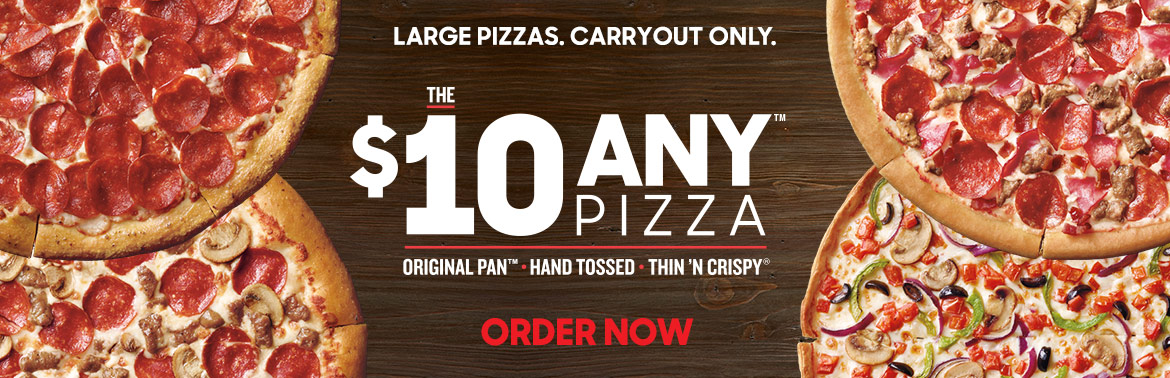 LARGE PIZZAS. CARRYOUT ONLY.
THE
$10 ANY™
PIZZA
ORIGINAL PAN™ • HAND TOSSED • THIN 'N CRISPY®
ORDER NOW